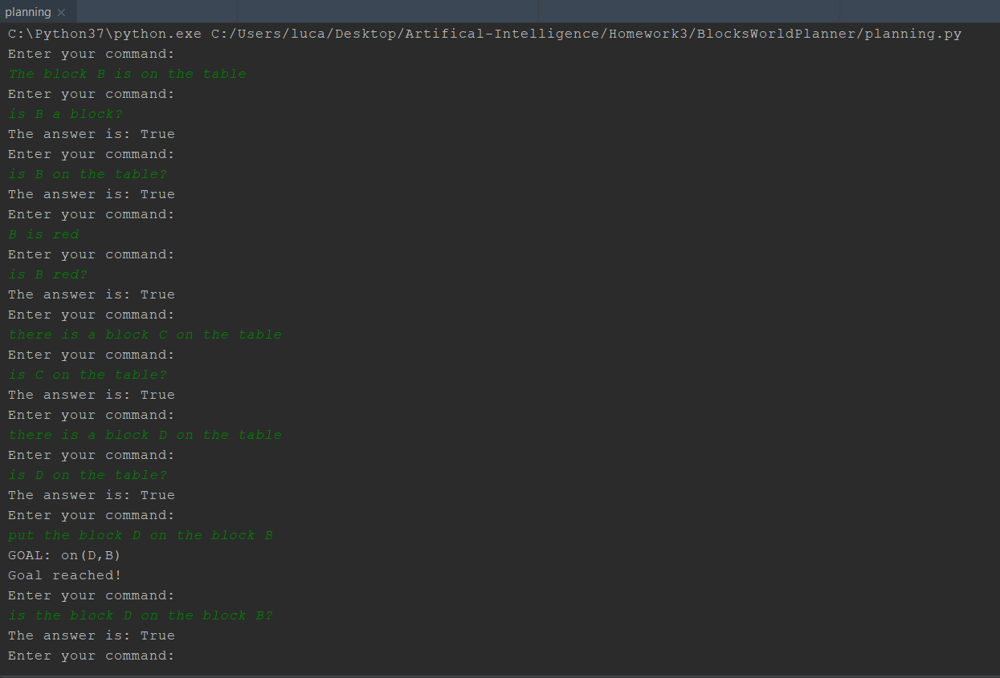 planning
C:\Python37\python.exe C:/Users/luca/Desktop/Artifical-Intelligence/Homework3/BlocksWorldPlanner/planning.py
Enter your command:
The block B is on the table
Enter your command:
is B a block?
The answer is: True
Enter your command:
is B on the table?
The answer is: True
Enter your command:
B is red
Enter your command:
is B red?
The answer is: True
Enter your command:
there is a block C on the table
Enter your command:
is C on the table?
The answer is: True
Enter your command:
there is a block D on the table
Enter your command:
is D on the table?
The answer is: True
Enter your command:
put the block D on the block B
GOAL: on(D,B)
Goal reached!
Enter your command:
is the block D on the block B?
The answer is: True
Enter your command: